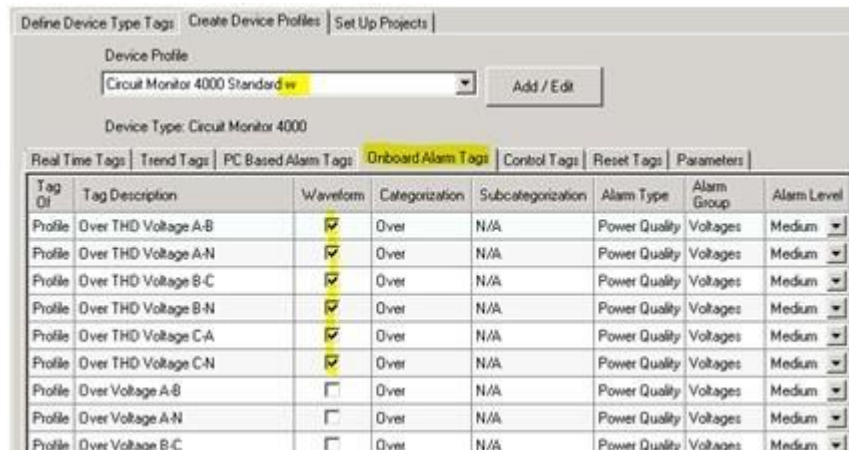 Define Device Type Tags Create Device Profiles Set Up Projects
Device Profile
Circuit Monitor 4000 Standard w Add / Edit
Device Type: Circuit Monitor 4000
Real Time Tags Trend Tags PC Based Alarm Tags Onboard Alarm Tags Control Tags Reset Tags Parameters
Tag Of Tag Description Waveform Categorization Subcategorization Alarm Type Alarm Group Alarm Level
Profile Over THD Voltage A-B Over N/A Power Quality Voltages Medium
Profile Over THD Voltage A-N Over N/A Power Quality Voltages Medium
Profile Over THD Voltage B-C Over N/A Power Quality Voltages Medium
Profile Over THD Voltage B-N Over N/A Power Quality Voltages Medium
Profile Over THD Voltage C-A Over N/A Power Quality Voltages Medium
Profile Over THD Voltage C-N Over N/A Power Quality Voltages Medium
Profile Over Voltage A-B Over N/A Power Quality Voltages Medium
Profile Over Voltage A-N Over N/A Power Quality Voltages Medium
Profile Over Voltage B-C Over N/A Power Quality Voltages Medium